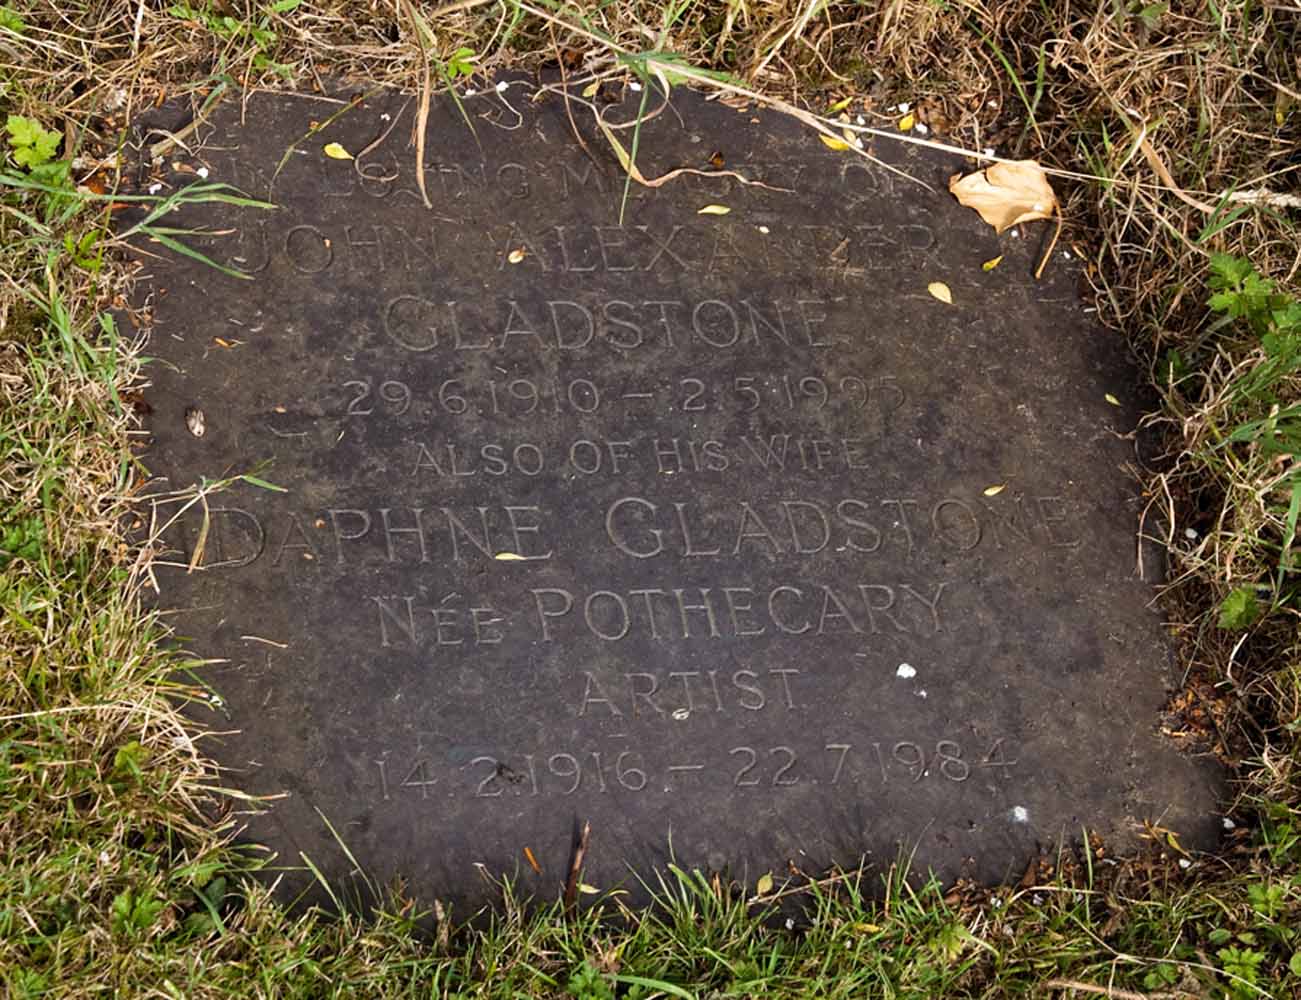 IN LOVING MEMORY OF
JOHN ALEXANDER
GLADSTONE
29.6.1910 – 2.5.1995
ALSO OF HIS WIFE
DAPHNE GLADSTONE
NÉE POTHECARY
ARTIST
14.2.1916 – 22.7.1984